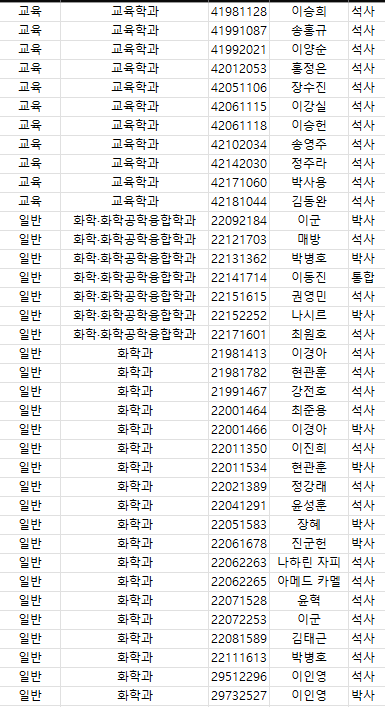 교육 교육학과 41981128 이승희 석사
교육 교육학과 41991087 송홍규 석사
교육 교육학과 41992021 이양순 석사
교육 교육학과 42012053 홍정은 석사
교육 교육학과 42051106 장수진 석사
교육 교육학과 42061115 이강실 석사
교육 교육학과 42061118 이승헌 석사
교육 교육학과 42102034 송영주 석사
교육 교육학과 42142030 정주라 석사
교육 교육학과 42171060 박사용 석사
교육 교육학과 42181044 김동완 석사
일반 화학·화학공학융합학과 22092184 이군 박사
일반 화학·화학공학융합학과 22121703 매방 석사
일반 화학·화학공학융합학과 22131362 박병호 박사
일반 화학·화학공학융합학과 22141714 이동진 통합
일반 화학·화학공학융합학과 22151615 권영민 석사
일반 화학·화학공학융합학과 22152252 나시르 박사
일반 화학·화학공학융합학과 22171601 최원호 석사
일반 화학과 21981413 이경아 석사
일반 화학과 21981782 현관훈 석사
일반 화학과 21991467 강전호 석사
일반 화학과 22001464 최준용 석사
일반 화학과 22001466 이경아 박사
일반 화학과 22011350 이진희 석사
일반 화학과 22011534 현관훈 박사
일반 화학과 22021389 정강래 석사
일반 화학과 22041291 윤성훈 석사
일반 화학과 22051583 장혜 박사
일반 화학과 22061678 진군헌 박사
일반 화학과 22062263 나하린 자피 석사
일반 화학과 22062265 아메드 카멜 석사
일반 화학과 22071528 윤혁 석사
일반 화학과 22072253 이군 석사
일반 화학과 22081589 김태근 석사
일반 화학과 22111613 박병호 석사
일반 화학과 29512296 이인영 석사
일반 화학과 29732527 이인영 박사